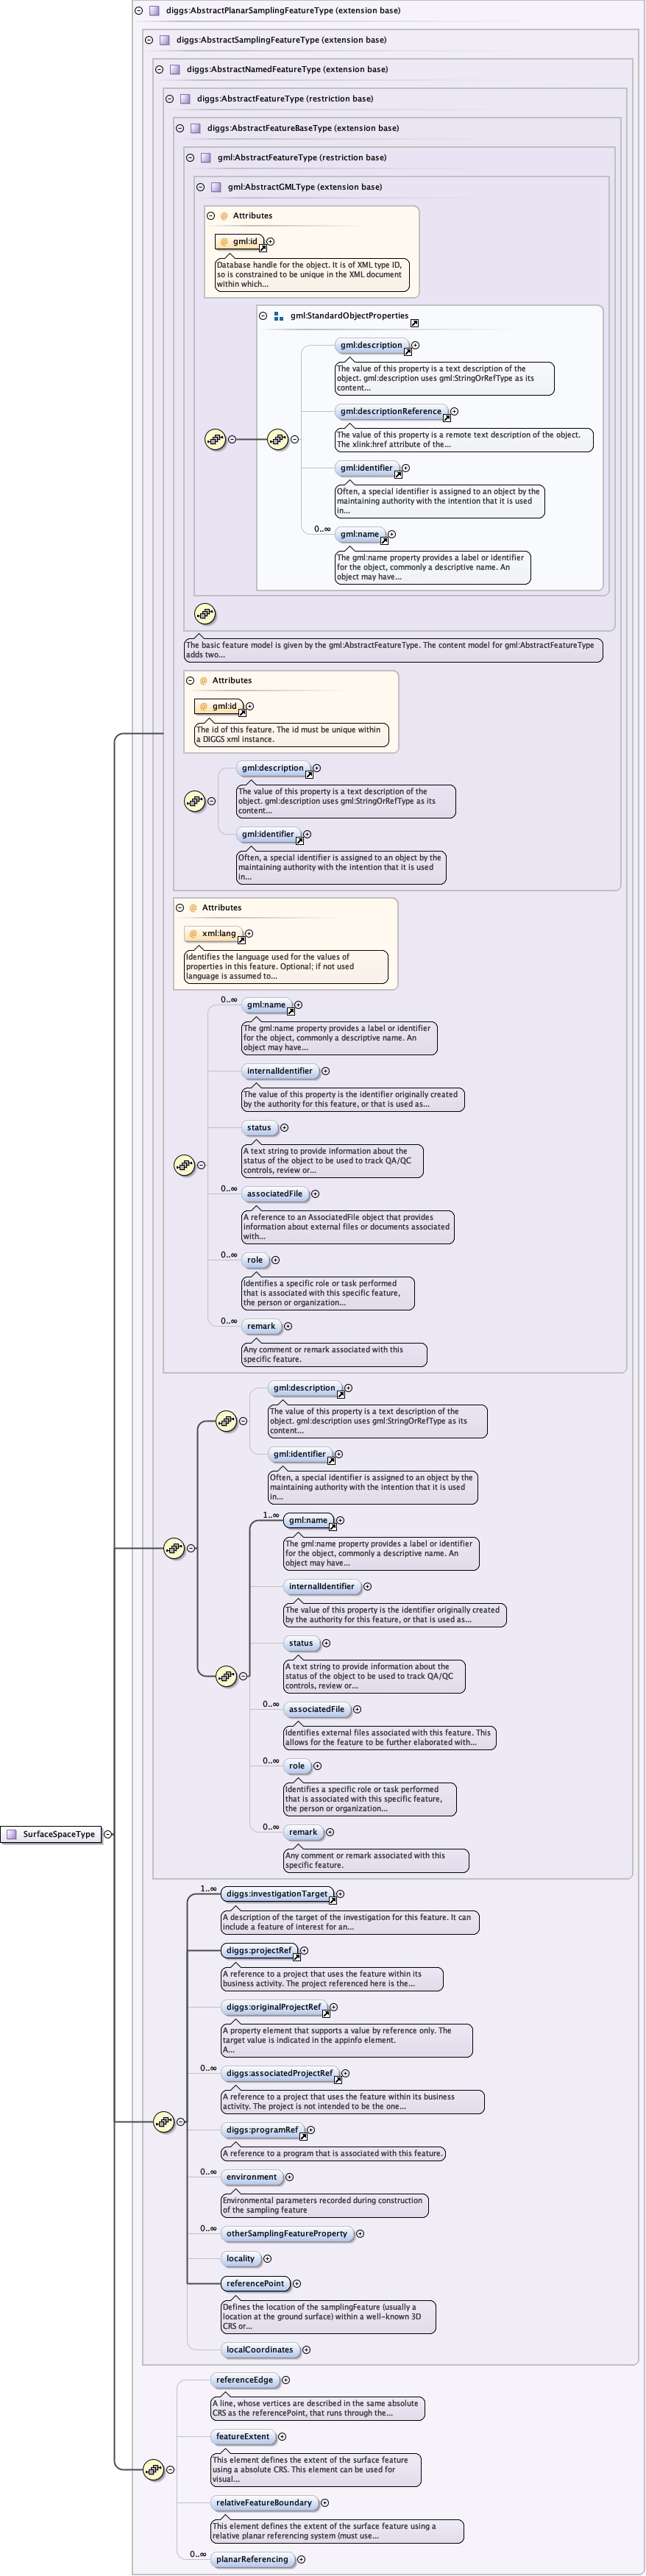 diggs:AbstractPlanarSamplingFeatureType (extension base)
diggs:AbstractSamplingFeatureType (extension base)
diggs:AbstractNamedFeatureType (extension base)
diggs:AbstractFeatureType (restriction base)
diggs:AbstractFeatureBaseType (extension base)
gml:AbstractFeatureType (restriction base)
gml:AbstractGMLType (extension base)
@ Attributes
@ gml:id
Database handle for the object. It is of XML type ID,
so is constrained to be unique in the XML document
within which...
gml:StandardObjectProperties
gml:description
The value of this property is a text description of the
object. gml:description uses gml:StringOrRefType as its
content...
gml:descriptionReference
The value of this property is a remote text description of the object.
The xlink:href attribute of the...
gml:identifier
Often, a special identifier is assigned to an object by the
maintaining authority with the intention that it is used
in...
0..∞
gml:name
The gml:name property provides a label or identifier
for the object, commonly a descriptive name. An
object may have...
The basic feature model is given by the gml:AbstractFeatureType. The content model for gml:AbstractFeatureType
adds two...
@ Attributes
@ gml:id
The id of this feature. The id must be unique within
a DIGGS xml instance.
gml:description
The value of this property is a text description of the
object. gml:description uses gml:StringOrRefType as its
content...
gml:identifier
Often, a special identifier is assigned to an object by the
maintaining authority with the intention that it is used
in...
@ Attributes
@ xml:lang
Identifies the language used for the values of
properties in this feature. Optional; if not used
language is assumed to...
0..∞
gml:name
The gml:name property provides a label or identifier
for the object, commonly a descriptive name. An
object may have...
internalIdentifier
The value of this property is the identifier originally created
by the authority for this feature, or that is used as...
status
A text string to provide information about the
status of the object to be used to track QA/QC
controls, review or...
0..∞
associatedFile
A reference to an AssociatedFile object that provides
information about external files or documents associated
with...
0..∞
role
Identifies a specific role or task performed
that is associated with this specific feature,
the person or organization...
0..∞
remark
Any comment or remark associated with this
specific feature.
gml:description
The value of this property is a text description of the
object. gml:description uses gml:StringOrRefType as its
content...
gml:identifier
Often, a special identifier is assigned to an object by the
maintaining authority with the intention that it is used
in...
1..∞
gml:name
The gml:name property provides a label or identifier
for the object, commonly a descriptive name. An
object may have...
internalIdentifier
The value of this property is the identifier originally created
by the authority for this feature, or that is used as...
status
A text string to provide information about the
status of the object to be used to track QA/QC
controls, review or...
0..∞
associatedFile
Identifies external files associated with this feature. This
allows for the feature to be further elaborated with...
0..∞
role
Identifies a specific role or task performed
that is associated with this specific feature,
the person or organization...
0..∞
remark
Any comment or remark associated with this
specific feature.
SurfaceSpaceType
1..∞
diggs:investigationTarget
A description of the target of the investigation for this feature. It can
include a feature of interest for an...
diggs:projectRef
A reference to a project that uses the feature within its
business activity. The project referenced here is the...
diggs:originalProjectRef
A property element that supports a value by reference only. The
target value is indicated in the appinfo element.
A...
0..∞
diggs:associatedProjectRef
A reference to a project that uses the feature within its business
activity. The project is not intended to be the one...
diggs:programRef
A reference to a program that is associated with this feature.
0..∞
environment
Environmental parameters recorded during construction
of the sampling feature
0..∞
otherSamplingFeatureProperty
locality
referencePoint
Defines the location of the samplingFeature (usually a
location at the ground surface) within a well-known 3D
CRS or...
localCoordinates
referenceEdge
A line, whose vertices are described in the same absolute
CRS as the referencePoint, that runs through the...
featureExtent
This element defines the extent of the surface feature
using a absolute CRS. This element can be used for
visual...
relativeFeatureBoundary
This element defines the extent of the surface feature using a
relative planar referencing system (must use...
0..∞
planarReferencing